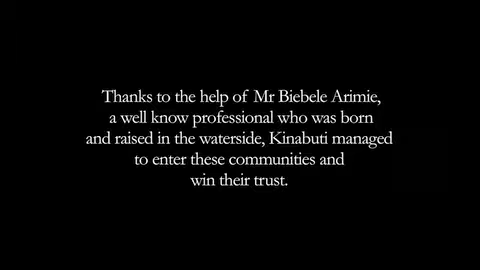 Thanks to the help of Mr Biebele Arimie,
a well know professional who was born
and raised in the waterside, Kinabuti managed
to enter these communities and
win their trust.